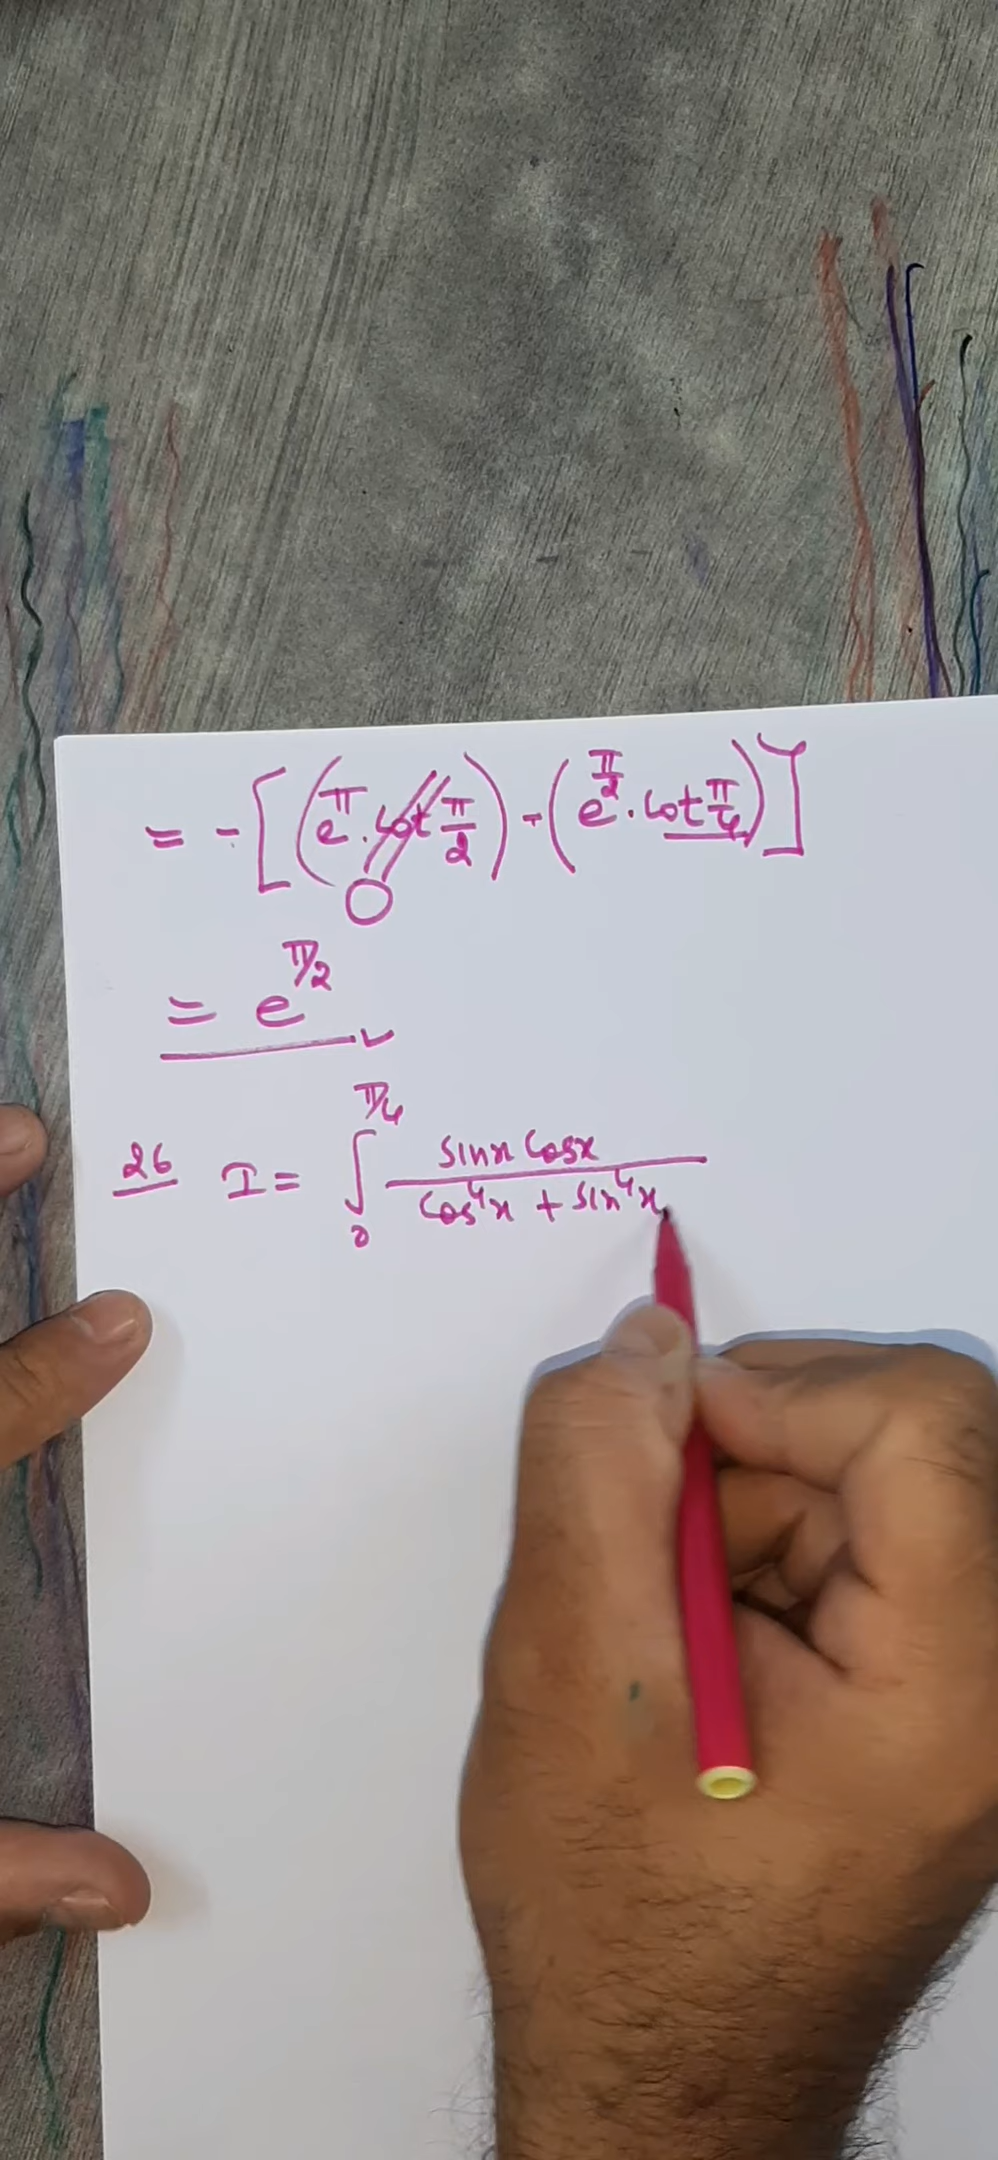 = -[(e^π . cot π/2) - (e^π/2 . cot π/4)]
0
= e^π/2
26 I = ∫₀^π/4 sinx cosx / cos⁴x + sin⁴x